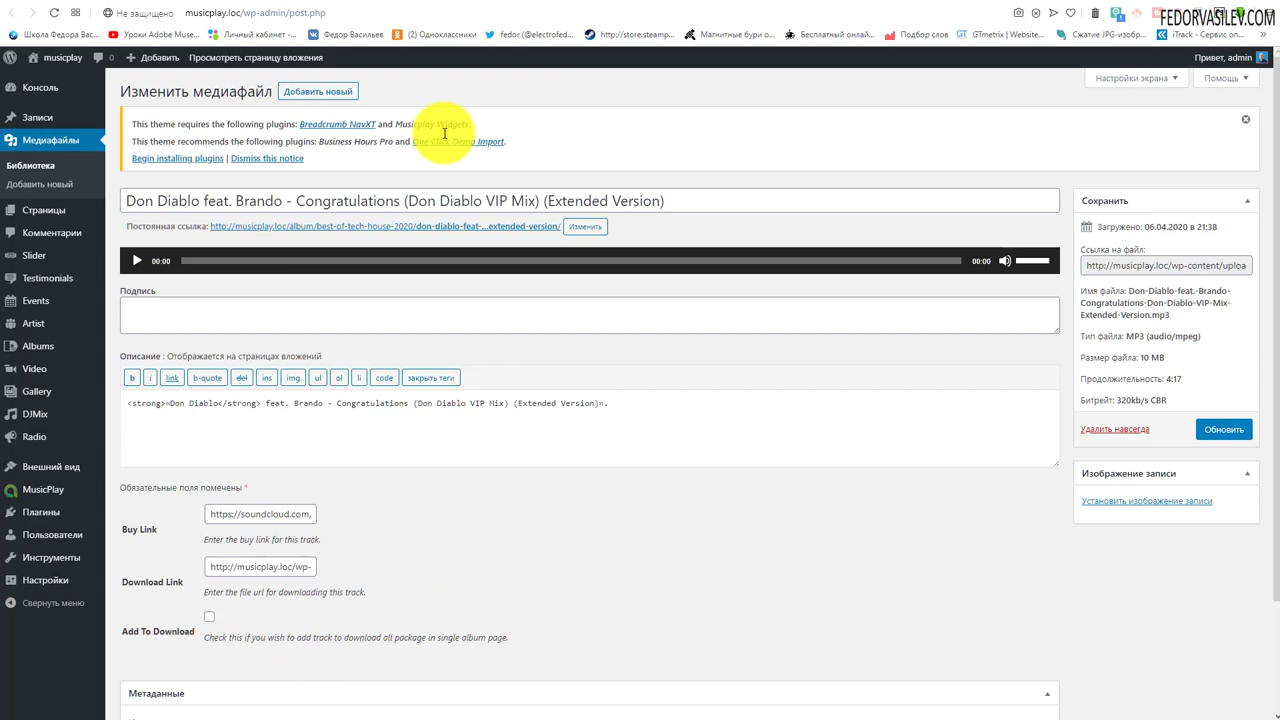 Не защищено musicplay.loc/wp-admin/post.php
FEDORVASILEV.COM
Школа Федора Ва...
Уроки Adobe Muse...
Личный кабинет -...
Федор Васильев
(2) Одноклассники
fedor (@electrofed...
http://store.steamp...
Магнитные бури о...
Бесплатный онлай...
Подбор слов
GTmetrix | Website...
Сжатие JPG-изобр...
iTrack - Сервис оп...
musicplay
0
Добавить
Просмотреть страницу вложения
Привет, admin
Консоль
Записи
Медиафайлы
Библиотека
Добавить новый
Страницы
Комментарии
Slider
Testimonials
Events
Artist
Albums
Video
Gallery
DJMix
Radio
Внешний вид
MusicPlay
Плагины
Пользователи
Инструменты
Настройки
Свернуть меню
Настройки экрана
Помощь
Изменить медиафайл
Добавить новый
This theme requires the following plugins: Breadcrumb NavXT and Musicplay Widgets.
This theme recommends the following plugins: Business Hours Pro and One Click Demo Import.
Begin installing plugins | Dismiss this notice
Don Diablo feat. Brando - Congratulations (Don Diablo VIP Mix) (Extended Version)
Постоянная ссылка: http://musicplay.loc/album/best-of-tech-house-2020/don-diablo-feat-...extended-version/
Изменить
00:00
00:00
Подпись
Описание : Отображается на страницах вложений
b
i
link
b-quote
del
ins
img
ul
ol
li
code
закрыть теги
<strong>«Don Diablo</strong> feat. Brando - Congratulations (Don Diablo VIP Mix) (Extended Version)».
Обязательные поля помечены *
Buy Link
https://soundcloud.com,
Enter the buy link for this track.
Download Link
http://musicplay.loc/wp-
Enter the file url for downloading this track.
Add To Download
Check this if you wish to add track to download all package in single album page.
Метаданные
Сохранить
Загружено: 06.04.2020 в 21:38
Ссылка на файл:
http://musicplay.loc/wp-content/uploa
Имя файла: Don-Diablo-feat.-Brando-
Congratulations-Don-Diablo-VIP-Mix-
Extended-Version.mp3
Тип файла: MP3 (audio/mpeg)
Размер файла: 10 MB
Продолжительность: 4:17
Битрейт: 320kb/s CBR
Удалить навсегда
Обновить
Изображение записи
Установить изображение записи